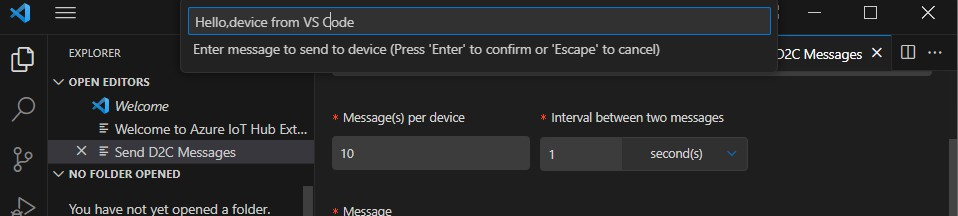 Hello,device from VS Code
Enter message to send to device (Press 'Enter' to confirm or 'Escape' to cancel)
EXPLORER
D2C Messages
OPEN EDITORS
Welcome
Welcome to Azure IoT Hub Ext...
Send D2C Messages
NO FOLDER OPENED
You have not yet opened a folder.
* Message(s) per device
* Interval between two messages
10
1
second(s)
* Message